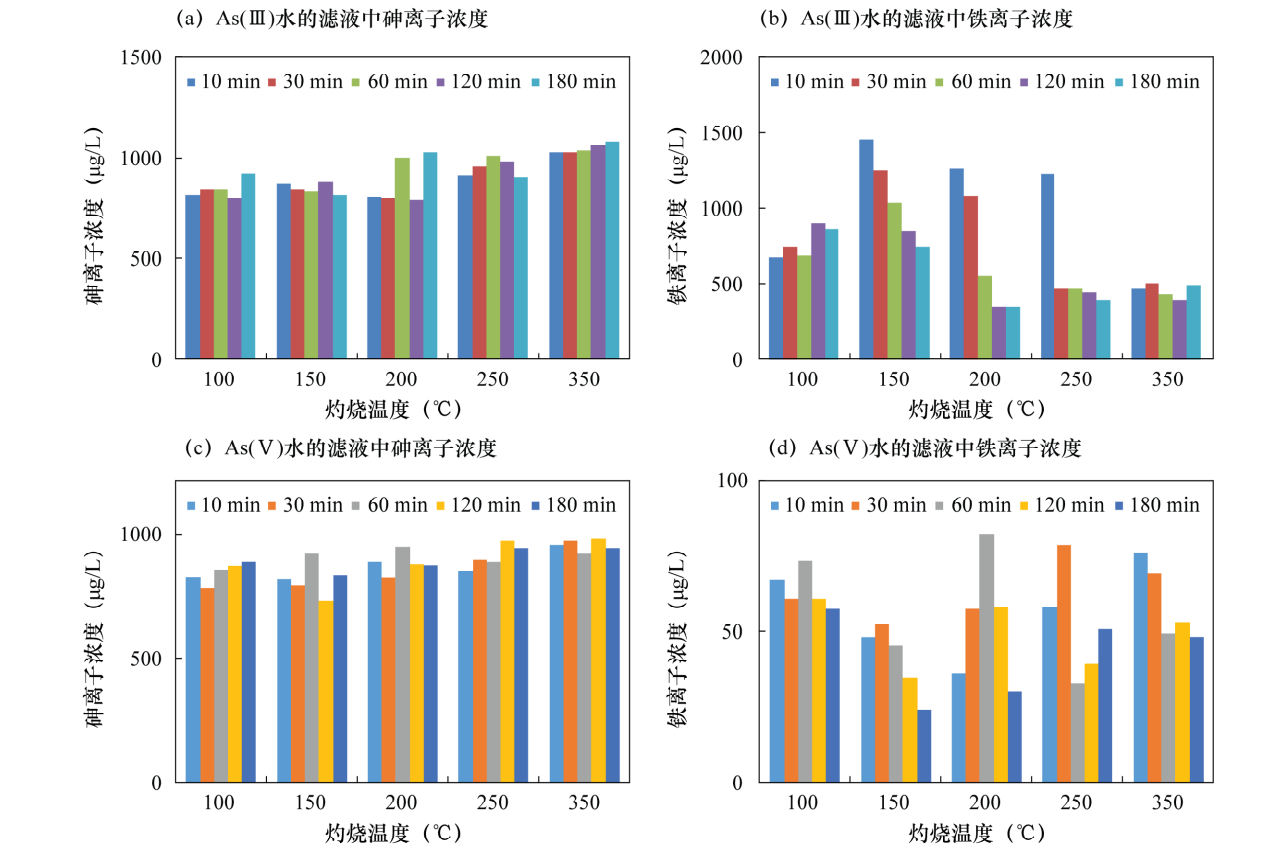 （a）As(Ⅲ)水的滤液中砷离子浓度
1500
1000
500
0
砷离子浓度（μg/L）
10 min 30 min 60 min 120 min 180 min
100 150 200 250 350
灼烧温度（℃）
（b）As(Ⅲ)水的滤液中铁离子浓度
2000
1500
1000
500
0
铁离子浓度（μg/L）
10 min 30 min 60 min 120 min 180 min
100 150 200 250 350
灼烧温度（℃）
（c）As(Ⅴ)水的滤液中砷离子浓度
1000
500
0
砷离子浓度（μg/L）
10 min 30 min 60 min 120 min 180 min
100 150 200 250 350
灼烧温度（℃）
（d）As(Ⅴ)水的滤液中铁离子浓度
100
50
0
铁离子浓度（μg/L）
10 min 30 min 60 min 120 min 180 min
100 150 200 250 350
灼烧温度（℃）